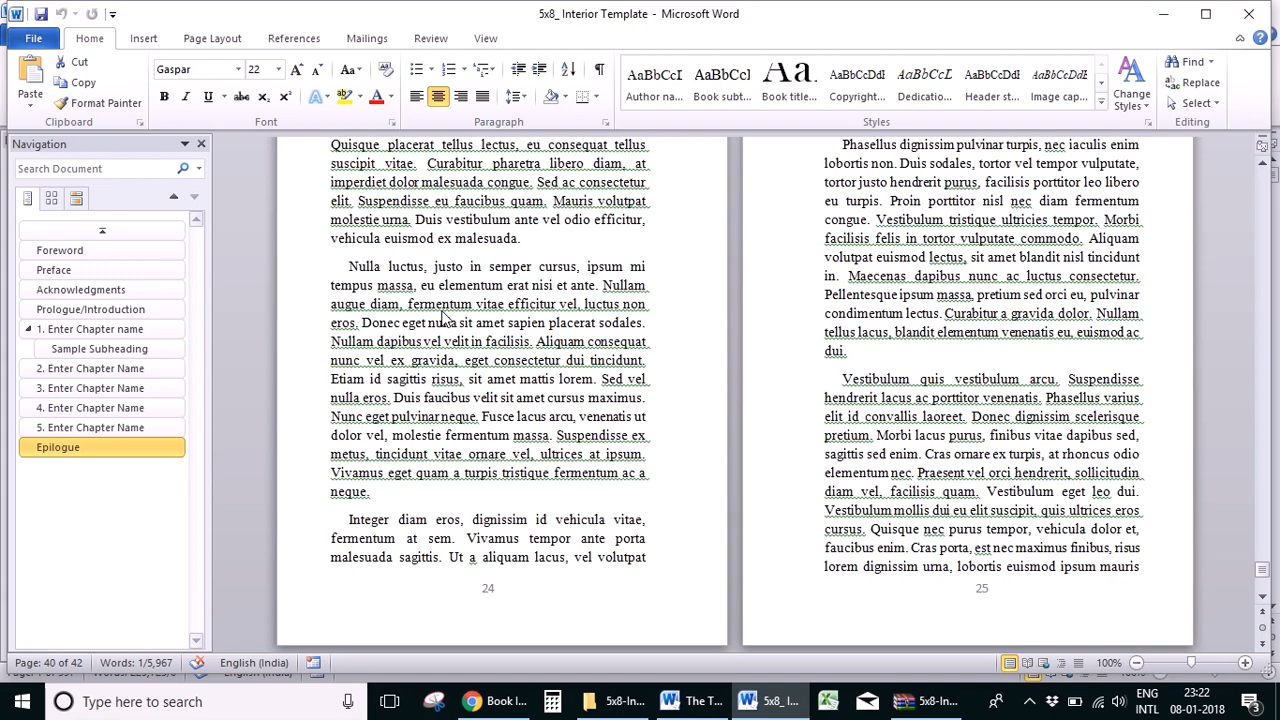 5x8_ Interior Template - Microsoft Word
File Home Insert Page Layout References Mailings Review View
Paste
Cut
Copy
Format Painter
Clipboard
Gaspar 22
Font
Paragraph
AaBbCcI Author na...
AaBbCcl Book subt...
AaBb Book title...
AaBbCcDdI Copyright...
AaBbCcDd. Dedicatio...
AaBbCcDdI Header st...
AaBbCcDdI Image cap...
Change Styles
Styles
Find
Replace
Select
Editing
Navigation
Search Document
Foreword
Preface
Acknowledgments
Prologue/Introduction
1. Enter Chapter name
Sample Subheading
2. Enter Chapter Name
3. Enter Chapter Name
4. Enter Chapter Name
5. Enter Chapter Name
Epilogue
Quisque placerat tellus lectus, eu consequat tellus
suscipit vitae. Curabitur pharetra libero diam, at
imperdiet dolor malesuada congue. Sed ac consectetur
elit. Suspendisse eu faucibus quam. Mauris volutpat
molestie urna. Duis vestibulum ante vel odio efficitur,
vehicula euismod ex malesuada.
Nulla luctus, justo in semper cursus, ipsum mi
tempus massa, eu elementum erat nisi et ante. Nullam
augue diam, fermentum vitae efficitur vel, luctus non
eros. Donec eget nulla sit amet sapien placerat sodales.
Nullam dapibus vel velit in facilisis. Aliquam consequat
nunc vel ex gravida, eget consectetur dui tincidunt.
Etiam id sagittis risus, sit amet mattis lorem. Sed vel
nulla eros. Duis faucibus velit sit amet cursus maximus.
Nunc eget pulvinar neque. Fusce lacus arcu, venenatis ut
dolor vel, molestie fermentum massa. Suspendisse ex
metus, tincidunt vitae ornare vel, ultrices at ipsum.
Vivamus eget quam a turpis tristique fermentum ac a
neque.
Integer diam eros, dignissim id vehicula vitae,
fermentum at sem. Vivamus tempor ante porta
malesuada sagittis. Ut a aliquam lacus, vel volutpat
24
Phasellus dignissim pulvinar turpis, nec iaculis enim
lobortis non. Duis sodales, tortor vel tempor vulputate,
tortor justo hendrerit purus, facilisis porttitor leo libero
eu turpis. Proin porttitor nisl nec diam fermentum
congue. Vestibulum tristique ultricies tempor. Morbi
facilisis felis in tortor vulputate commodo. Aliquam
volutpat euismod lectus, sit amet blandit nisl tincidunt
in. Maecenas dapibus nunc ac luctus consectetur.
Pellentesque ipsum massa, pretium sed orci eu, pulvinar
condimentum lectus. Curabitur a gravida dolor. Nullam
tellus lacus, blandit elementum venenatis eu, euismod ac
dui.
Vestibulum quis vestibulum arcu. Suspendisse
hendrerit lacus ac porttitor venenatis. Phasellus varius
elit id convallis laoreet. Donec dignissim scelerisque
pretium. Morbi lacus purus, finibus vitae dapibus sed,
sagittis sed enim. Cras ornare ex turpis, at rhoncus odio
elementum nec. Praesent vel orci hendrerit, sollicitudin
diam vel, facilisis quam. Vestibulum eget leo dui.
Vestibulum mollis dui eu elit suscipit, quis ultrices eros
cursus. Quisque nec purus tempor, vehicula dolor et,
faucibus enim. Cras porta, est nec maximus finibus, risus
lorem dignissim urna, lobortis euismod ipsum mauris
25
Page: 40 of 42 Words: 1/5,967 English (India) 100%
Type here to search Book I... 5x8-In... The T... 5x8_ I... 5x8-In... ENG INTL 23:22 08-01-2018 3